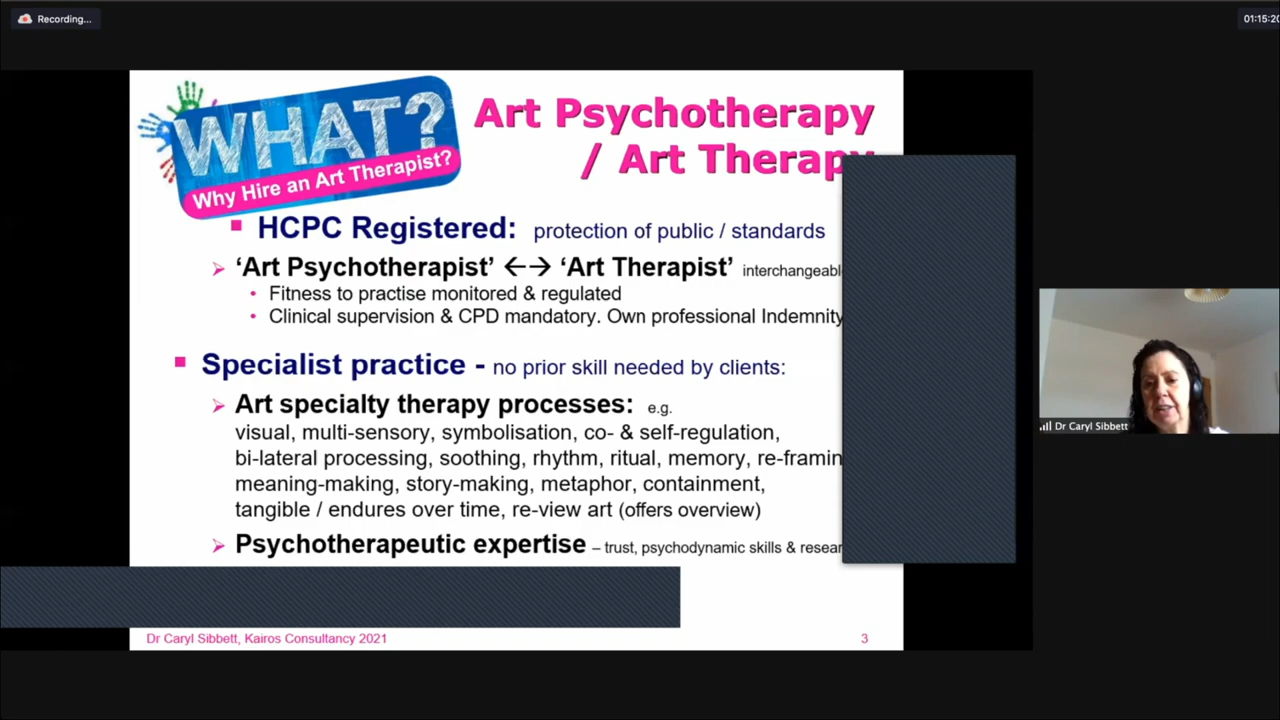 Recording...
01:15:20
WHAT?
Why Hire an Art Therapist?
Art Psychotherapy
/ Art Therapy
HCPC Registered: protection of public / standards
‘Art Psychotherapist’ ←→ ‘Art Therapist’
Fitness to practise monitored & regulated
Clinical supervision & CPD mandatory. Own professional Indemnity
Specialist practice - no prior skill needed by clients:
Art specialty therapy processes: e.g.
visual, multi-sensory, symbolisation, co- & self-regulation,
bi-lateral processing, soothing, rhythm, ritual, memory,
meaning-making, story-making, metaphor, containment,
tangible / endures over time, re-view art (offers overview)
Psychotherapeutic expertise – trust, psychodynamic skills &
Dr Caryl Sibbett, Kairos Consultancy 2021
3
Dr Caryl Sibbett